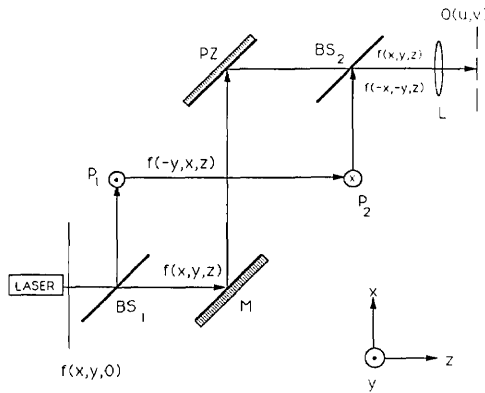 O(u,v)
PZ
BS2
f(x,y,z)
f(-x,-y,z)
L
P1
f(-y,x,z)
x
P2
LASER
f(x,y,z)
BS1
M
f(x,y,0)
x
y
z